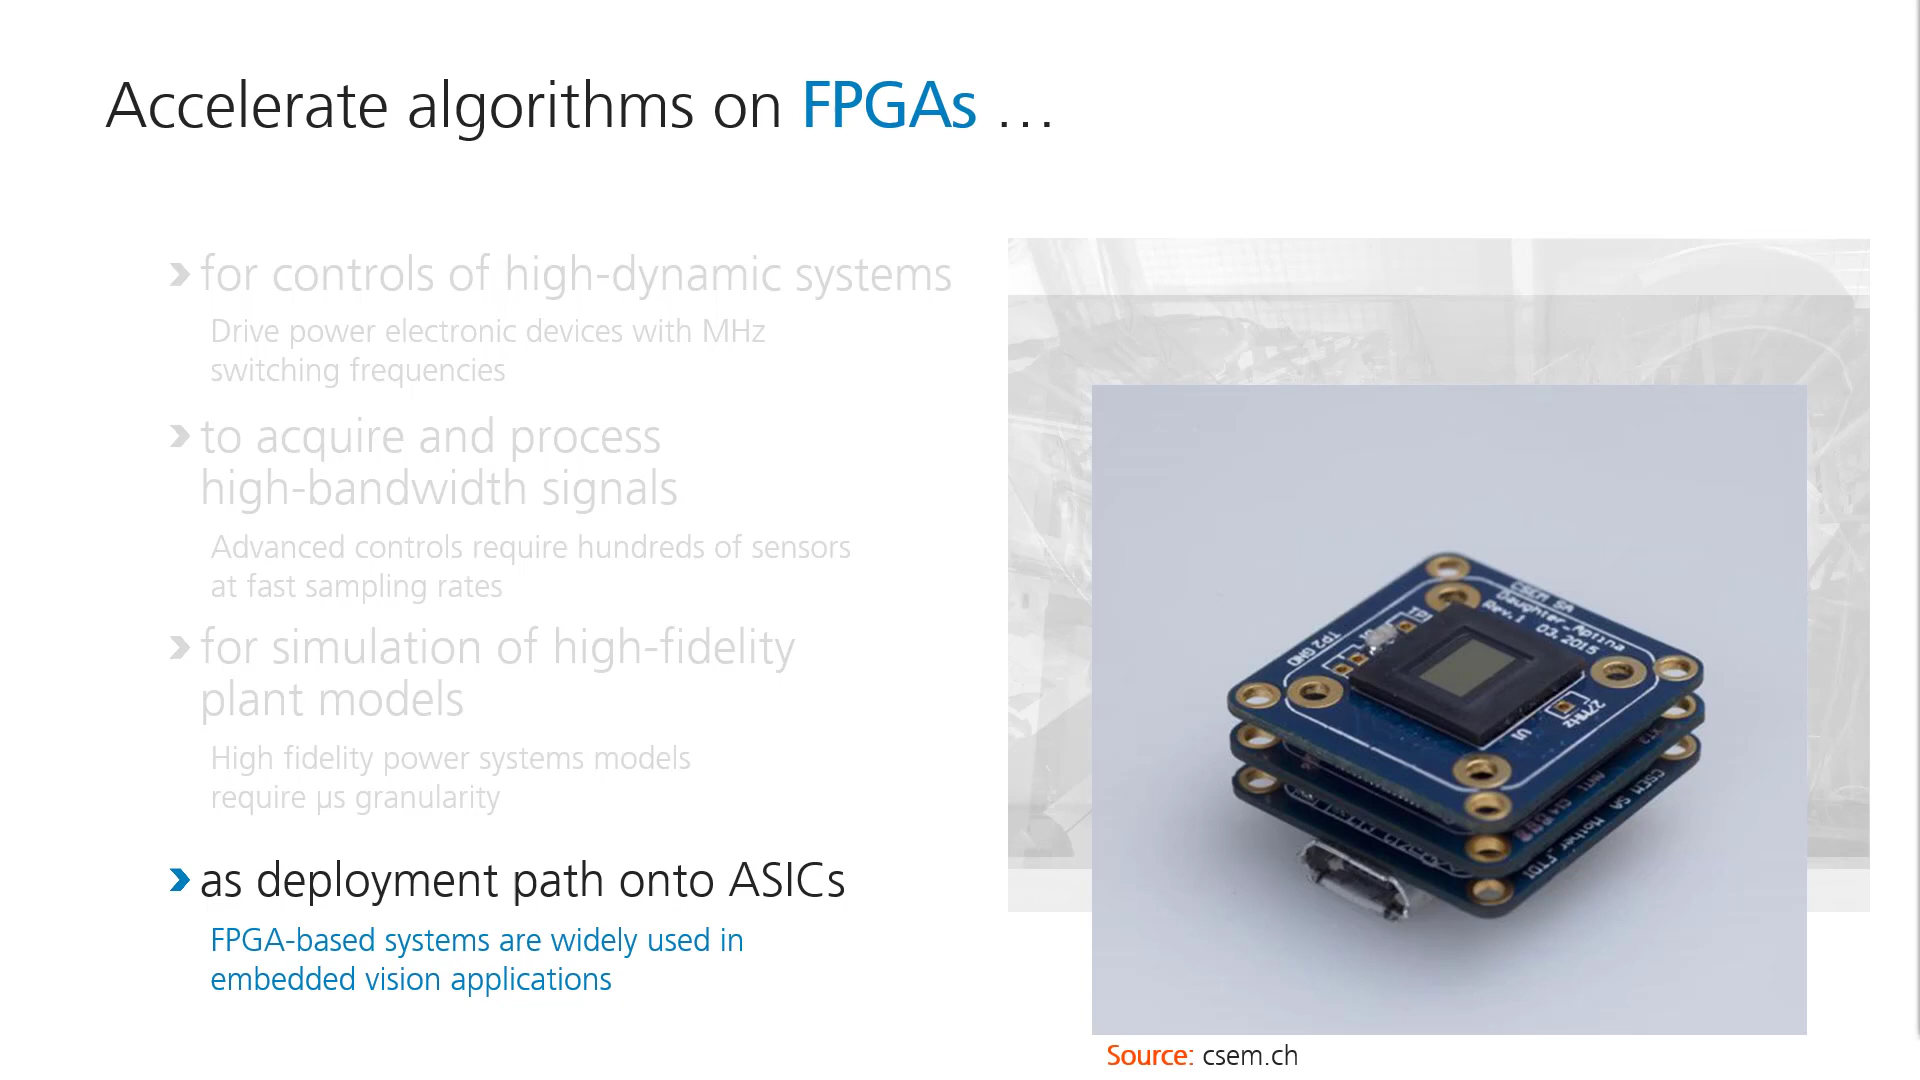 Accelerate algorithms on FPGAs ...
for controls of high-dynamic systems
Drive power electronic devices with MHz
switching frequencies
to acquire and process
high-bandwidth signals
Advanced controls require hundreds of sensors
at fast sampling rates
for simulation of high-fidelity
plant models
High fidelity power systems models
require µs granularity
as deployment path onto ASICs
FPGA-based systems are widely used in
embedded vision applications
CSEM SA
Daughter_Aptina
Rev.1 03.2015
TP1
TP2
GND
27MHz
U1
CSEM SA
Source: csem.ch